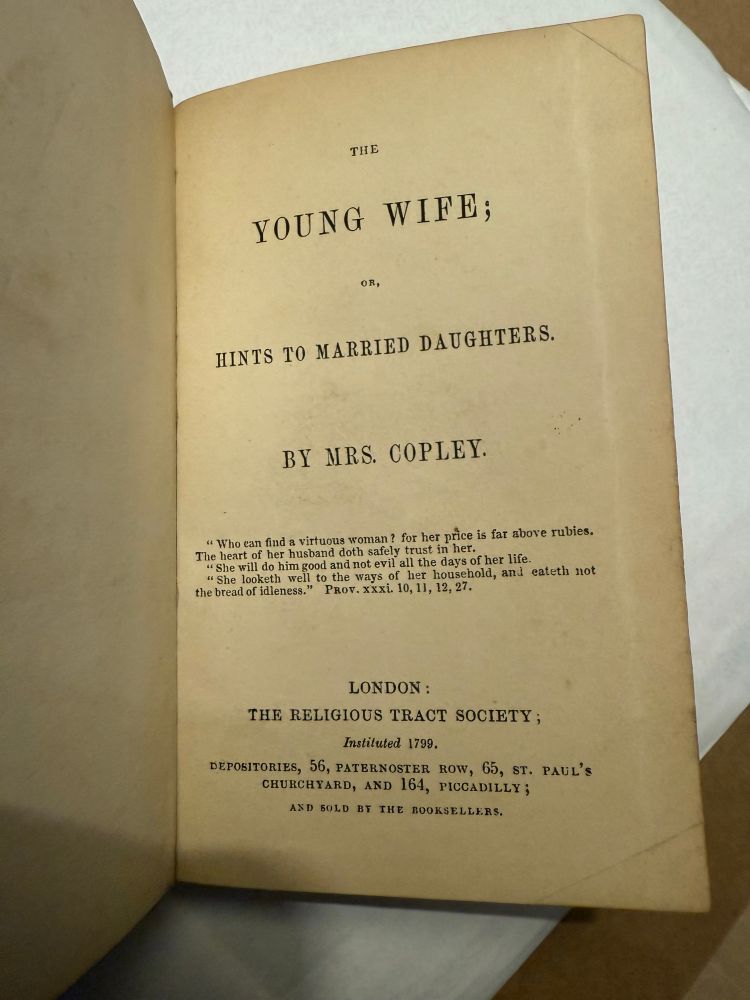 THE
YOUNG WIFE;
OR,
HINTS TO MARRIED DAUGHTERS.
BY MRS. COPLEY.
"Who can find a virtuous woman? for her price is far above rubies.
The heart of her husband doth safely trust in her.
"She will do him good and not evil all the days of her life.
"She looketh well to the ways of her household, and eateth not
the bread of idleness." PROV. xxxi. 10, 11, 12, 27.
LONDON:
THE RELIGIOUS TRACT SOCIETY;
Instituted 1799.
DEPOSITORIES, 56, PATERNOSTER ROW, 65, ST. PAUL'S
CHURCHYARD, AND 164, PICCADILLY;
AND SOLD BY THE BOOKSELLERS.